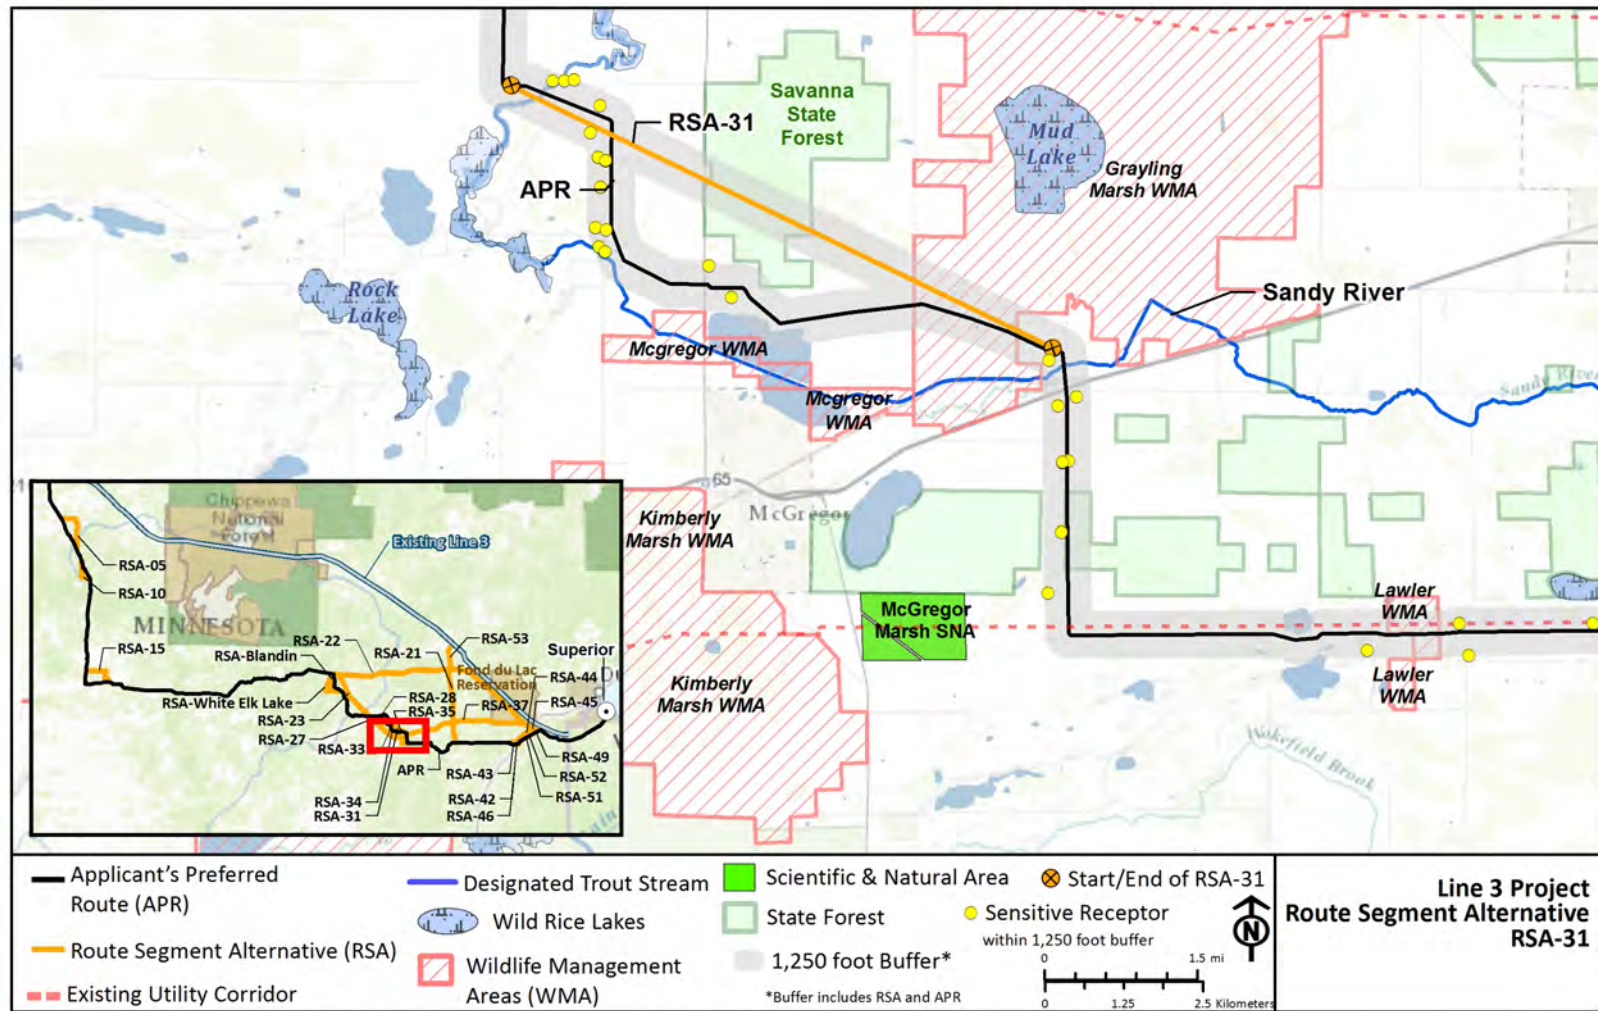 Savanna
State
Forest
RSA-31
Mud
Lake
Grayling
Marsh WMA
APR
Rock
Lake
Sandy River
Mcgregor WMA
Mcgregor
WMA
Sandy River
65
McGregor
Kimberly
Marsh WMA
McGregor
Marsh SNA
Lawler
WMA
Kimberly
Marsh WMA
Lawler
WMA
Wakefield Brook
Chippewa
National
Forest
Existing Line 3
RSA-05
RSA-10
MINNESOTA
RSA-22
RSA-53
RSA-15
RSA-Blandin
RSA-21
Superior
Fond du Lac
Reservation
RSA-44
RSA-White Elk Lake
RSA-28
RSA-45
RSA-23
RSA-35
RSA-37
RSA-27
RSA-33
RSA-49
APR
RSA-43
RSA-52
RSA-34
RSA-42
RSA-51
RSA-31
RSA-46
Applicant's Preferred
Route (APR)
Route Segment Alternative (RSA)
Existing Utility Corridor
Designated Trout Stream
Wild Rice Lakes
Wildlife Management
Areas (WMA)
Scientific & Natural Area
State Forest
1,250 foot Buffer*
*Buffer includes RSA and APR
Start/End of RSA-31
Sensitive Receptor
within 1,250 foot buffer
N
0 1.5 mi
0 1.25 2.5 Kilometers
Line 3 Project
Route Segment Alternative
RSA-31